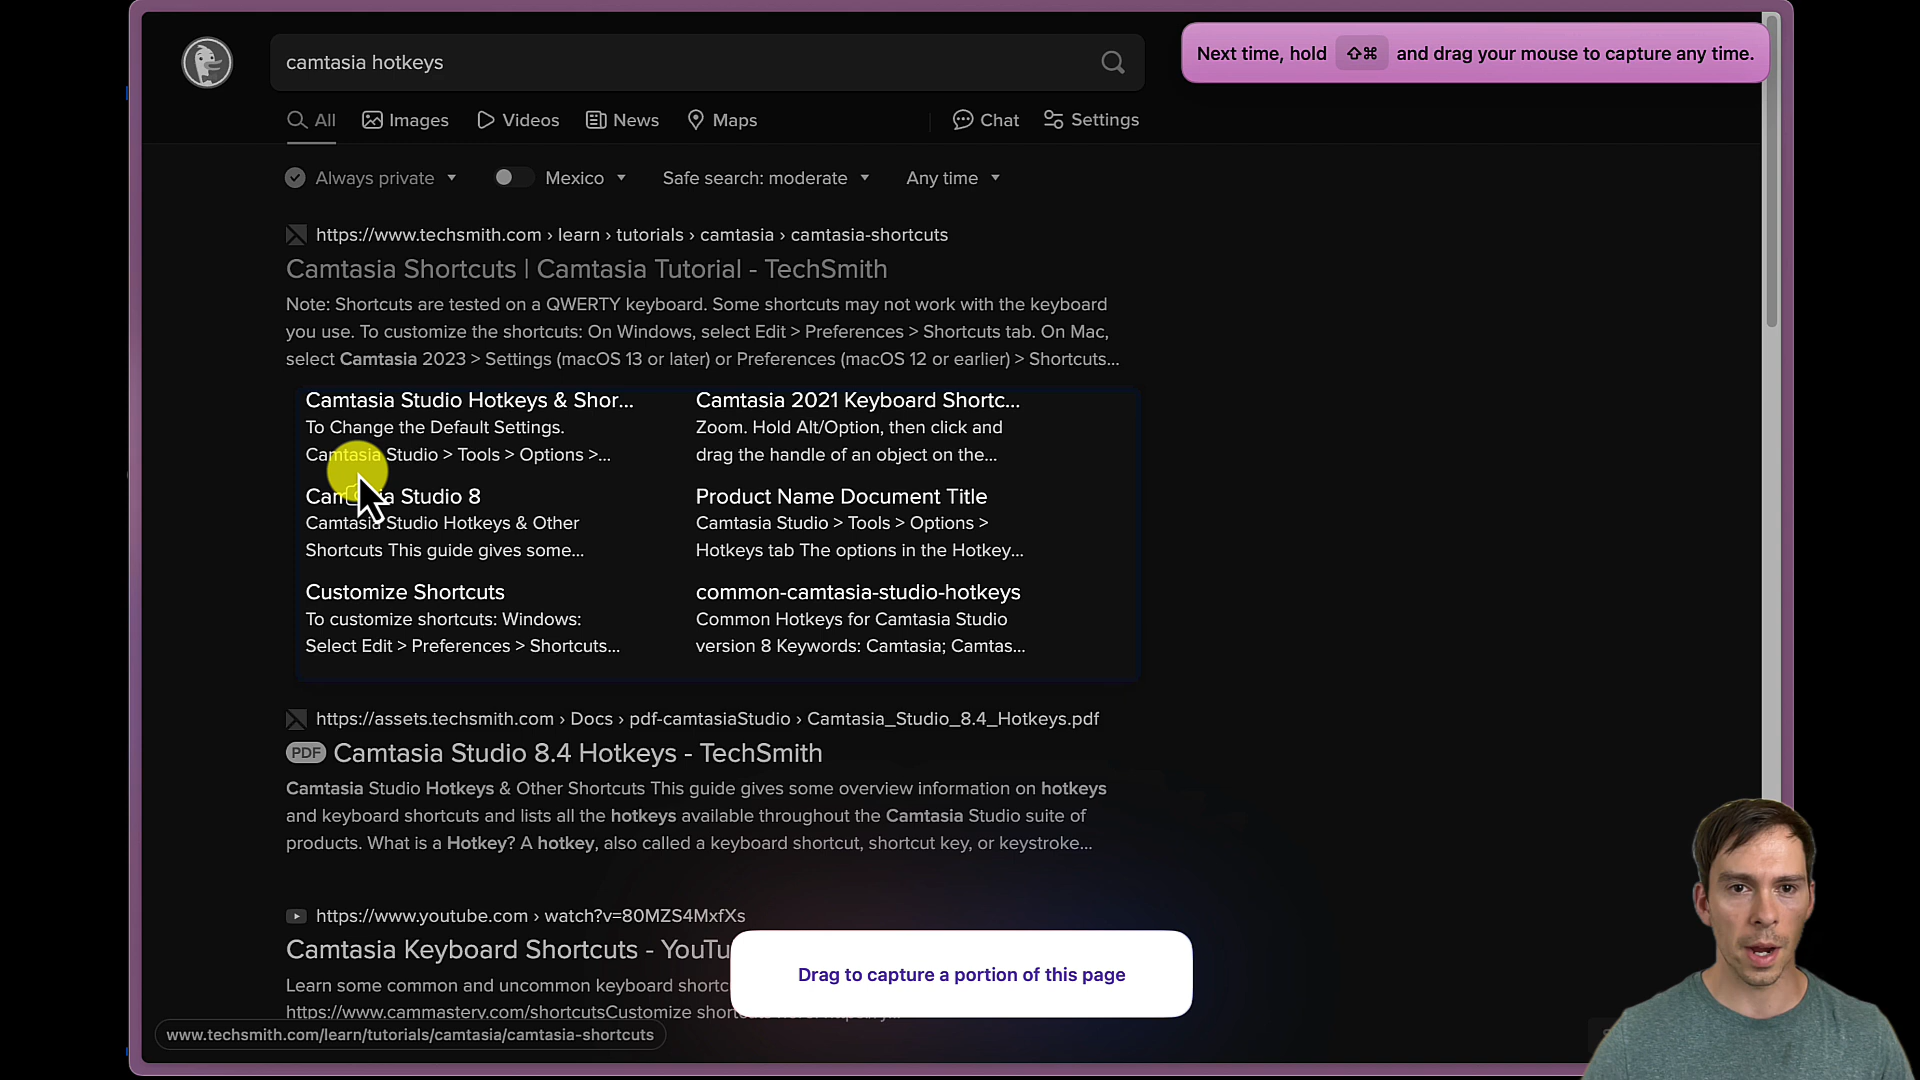 camtasia hotkeys
Next time, hold ⇧⌘ and drag your mouse to capture any time.
All Images Videos News Maps Chat Settings
Always private Mexico Safe search: moderate Any time
https://www.techsmith.com › learn › tutorials › camtasia › camtasia-shortcuts
Camtasia Shortcuts | Camtasia Tutorial - TechSmith
Note: Shortcuts are tested on a QWERTY keyboard. Some shortcuts may not work with the keyboard
you use. To customize the shortcuts: On Windows, select Edit > Preferences > Shortcuts tab. On Mac,
select Camtasia 2023 > Settings (macOS 13 or later) or Preferences (macOS 12 or earlier) > Shortcuts...
Camtasia Studio Hotkeys & Shor...
To Change the Default Settings.
Camtasia Studio > Tools > Options >...
Camtasia 2021 Keyboard Shortc...
Zoom. Hold Alt/Option, then click and
drag the handle of an object on the...
Camtasia Studio 8
Camtasia Studio Hotkeys & Other
Shortcuts This guide gives some...
Product Name Document Title
Camtasia Studio > Tools > Options >
Hotkeys tab The options in the Hotkey...
Customize Shortcuts
To customize shortcuts: Windows:
Select Edit > Preferences > Shortcuts...
common-camtasia-studio-hotkeys
Common Hotkeys for Camtasia Studio
version 8 Keywords: Camtasia; Camtas...
https://assets.techsmith.com › Docs › pdf-camtasiaStudio › Camtasia_Studio_8.4_Hotkeys.pdf
PDF Camtasia Studio 8.4 Hotkeys - TechSmith
Camtasia Studio Hotkeys & Other Shortcuts This guide gives some overview information on hotkeys
and keyboard shortcuts and lists all the hotkeys available throughout the Camtasia Studio suite of
products. What is a Hotkey? A hotkey, also called a keyboard shortcut, shortcut key, or keystroke...
https://www.youtube.com › watch?v=80MZS4MxfXs
Camtasia Keyboard Shortcuts - YouTu
Learn some common and uncommon keyboard shortc
https://www.cammastery.com/shortcutsCustomize
Drag to capture a portion of this page
www.techsmith.com/learn/tutorials/camtasia/camtasia-shortcuts